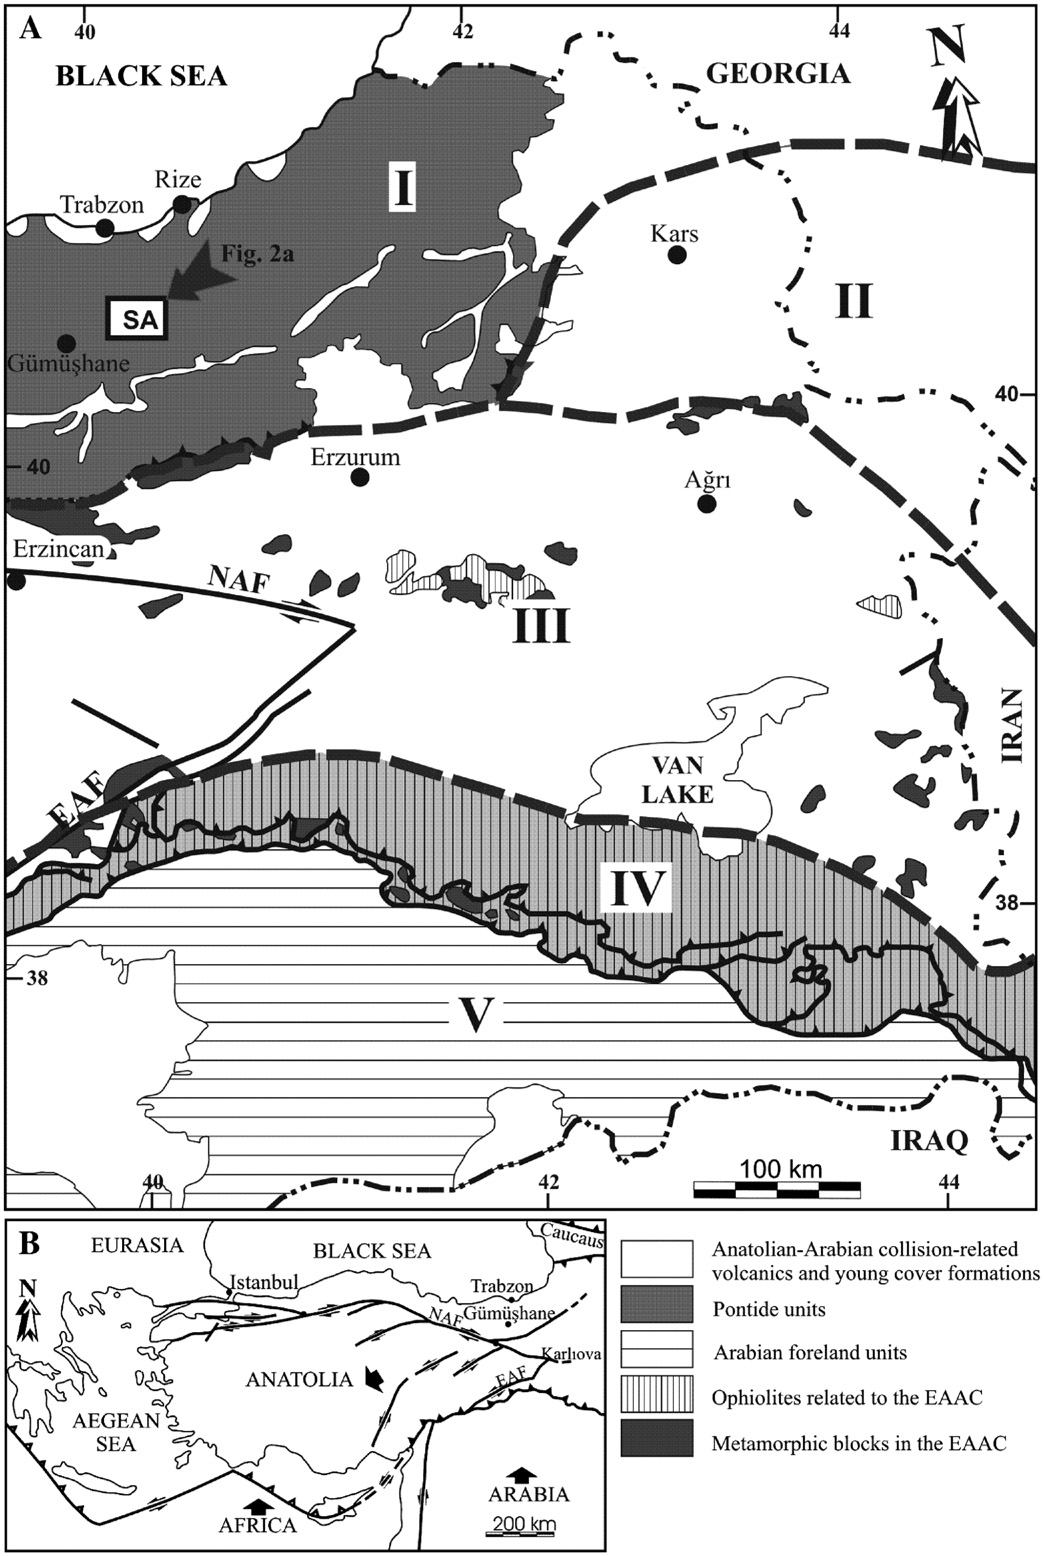 A
40
42
44
BLACK SEA
GEORGIA
N
I
Rize
Trabzon
Fig. 2a
Kars
II
SA
Gümüşhane
40
40
Erzurum
Ağrı
Erzincan
NAF
III
IRAN
VAN
LAKE
EAF
IV
38
38
V
IRAQ
100 km
40
42
44
B
EURASIA
BLACK SEA
Caucaus
N
Istanbul
Trabzon
NAF
Gümüşhane
Karlıova
ANATOLIA
EAF
AEGEAN
SEA
ARABIA
AFRICA
200 km
Anatolian-Arabian collision-related
volcanics and young cover formations
Pontide units
Arabian foreland units
Ophiolites related to the EAAC
Metamorphic blocks in the EAAC